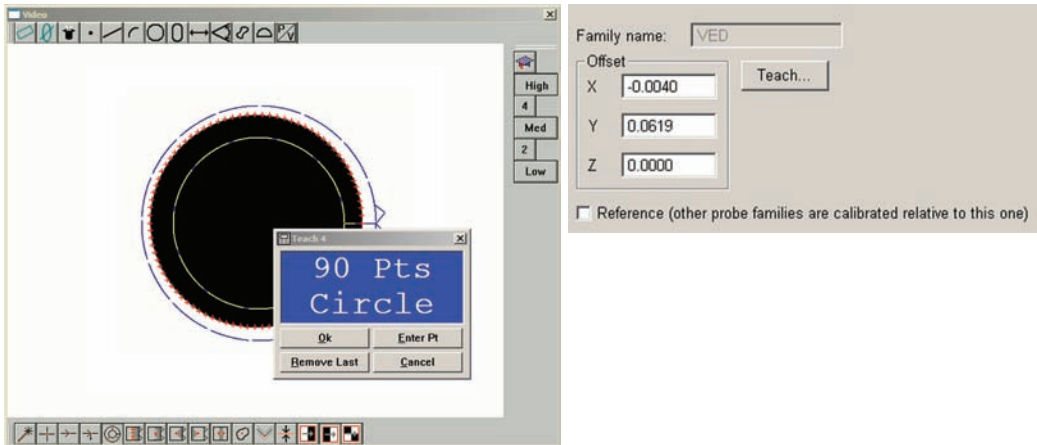 Video
P/V
High
4
Med
2
Low
Teach 4
90 Pts
Circle
Ok
Enter Pt
Remove Last
Cancel
Family name: VED
Offset
X -0.0040
Teach...
Y 0.0619
Z 0.0000
Reference (other probe families are calibrated relative to this one)